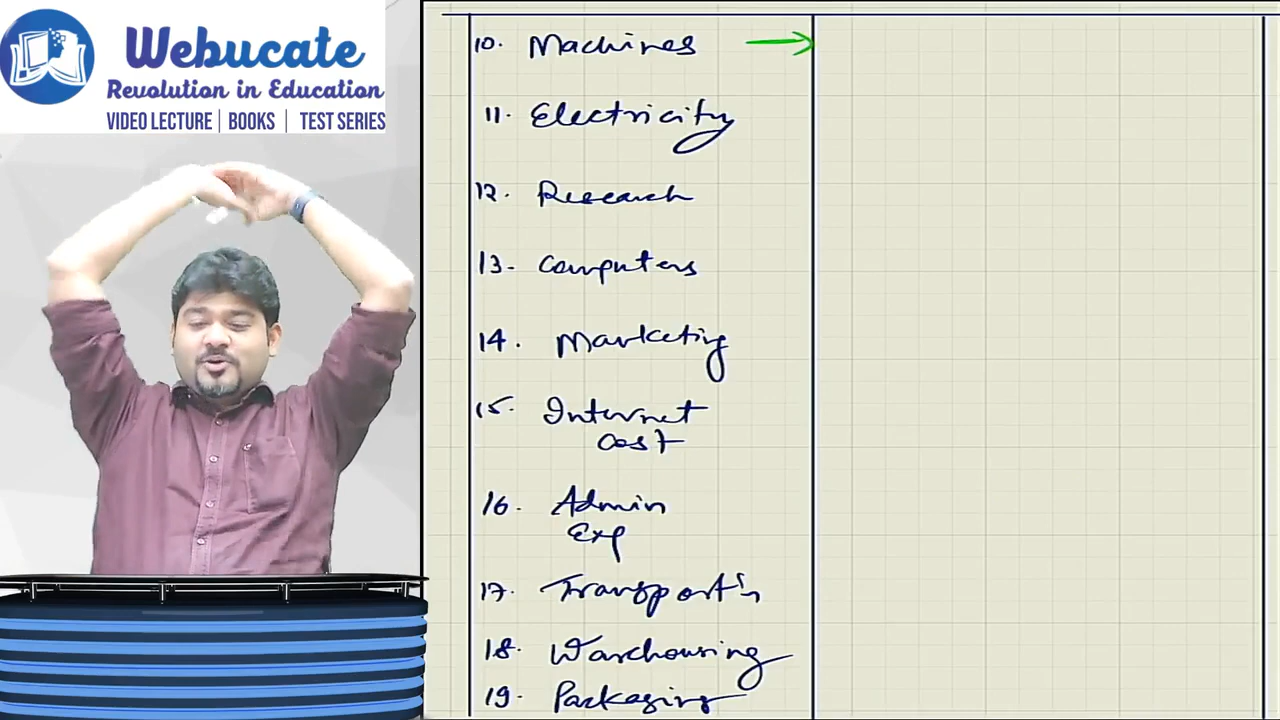 Webucate
Revolution in Education
VIDEO LECTURE | BOOKS | TEST SERIES
10. Machines →
11. Electricity
12. Research
13. Computers
14. Marketing
15. Internet
Cost
16. Admin
Exp
17. Transport'n
18. Warehousing
19. Packaging